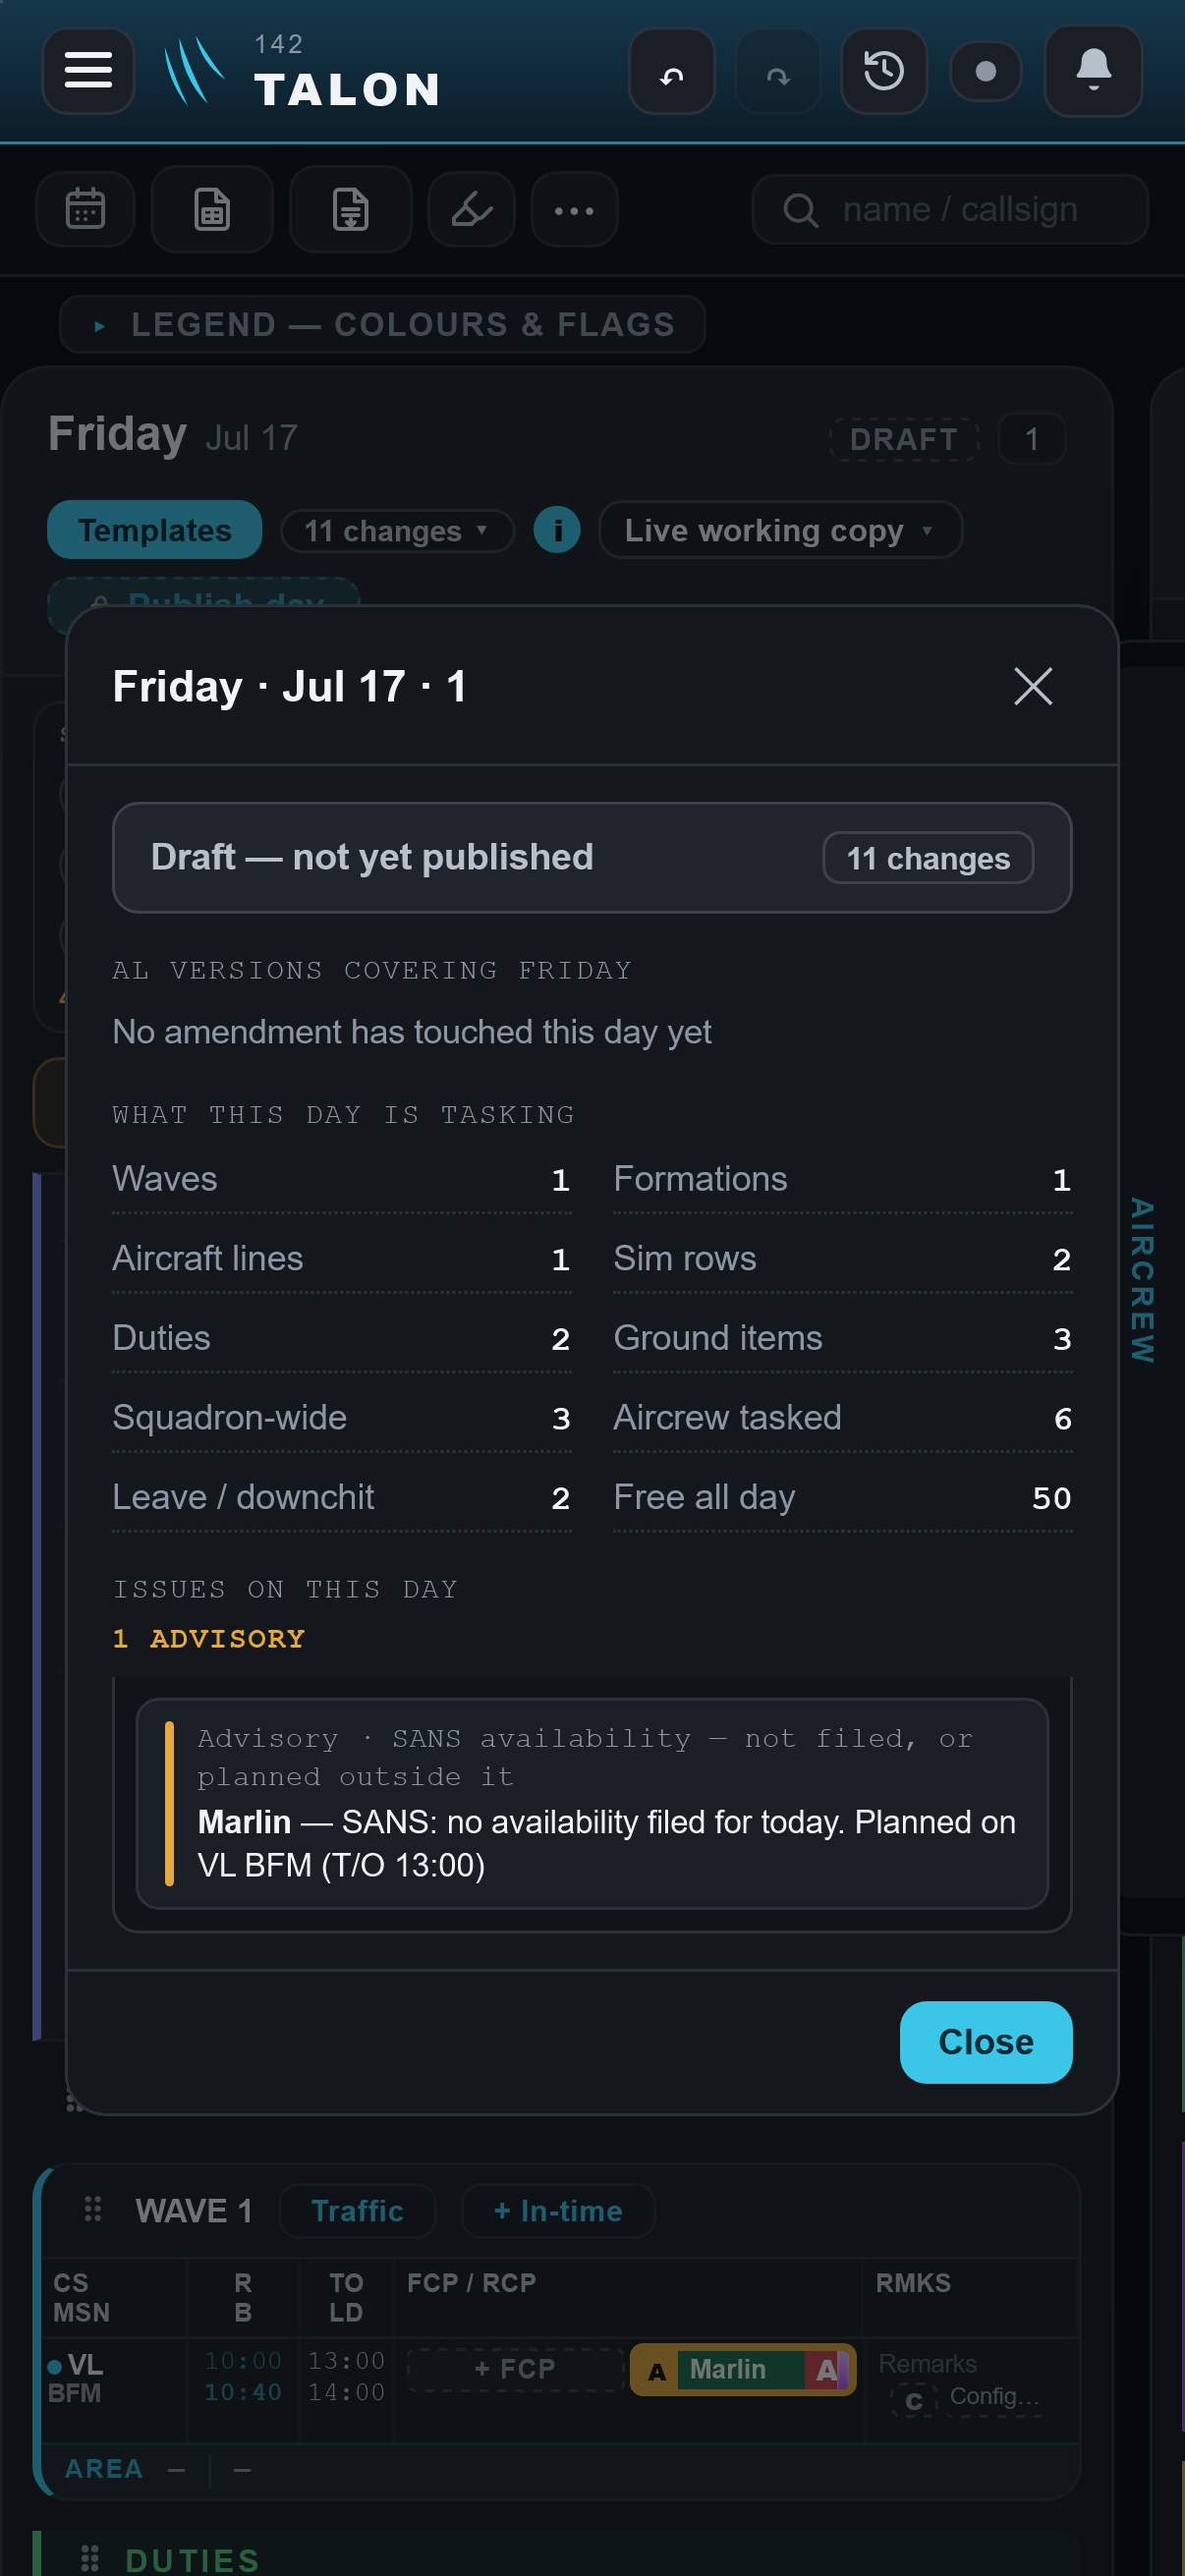 142
TALON
name / callsign
LEGEND — COLOURS & FLAGS
Friday Jul 17
DRAFT 1
Templates 11 changes i Live working copy
Publish day
Friday · Jul 17 · 1
Draft — not yet published 11 changes
AL VERSIONS COVERING FRIDAY
No amendment has touched this day yet
WHAT THIS DAY IS TASKING
Waves 1 Formations 1
Aircraft lines 1 Sim rows 2
Duties 2 Ground items 3
Squadron-wide 3 Aircrew tasked 6
Leave / downchit 2 Free all day 50
AIRCREW
ISSUES ON THIS DAY
1 ADVISORY
Advisory · SANS availability — not filed, or
planned outside it
Marlin — SANS: no availability filed for today. Planned on
VL BFM (T/O 13:00)
Close
WAVE 1 Traffic + In-time
CS R TO FCP / RCP RMKS
MSN B LD
VL 10:00 13:00 + FCP A Marlin A Remarks
BFM 10:40 14:00 C Config...
AREA — —
DUTIES